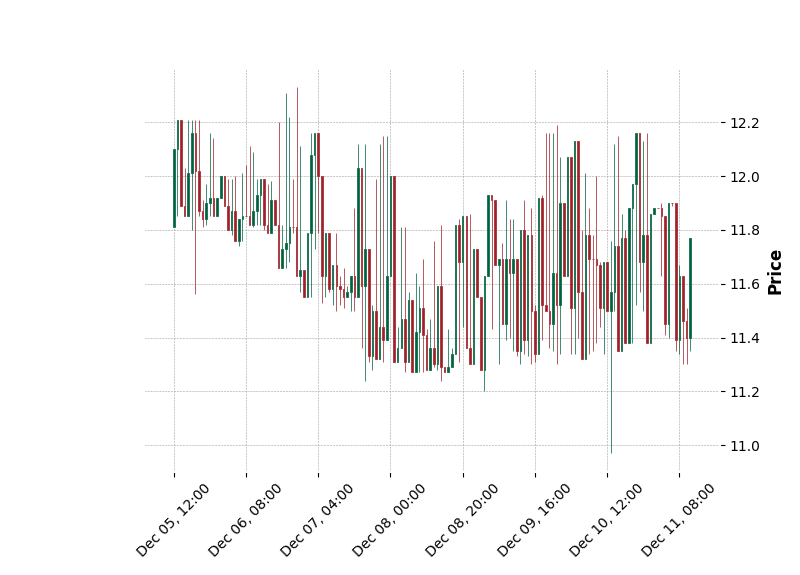 12.2
12.0
11.8
11.6
11.4
11.2
11.0
Price
Dec 05, 12:00
Dec 06, 08:00
Dec 07, 04:00
Dec 08, 00:00
Dec 08, 20:00
Dec 09, 16:00
Dec 10, 12:00
Dec 11, 08:00